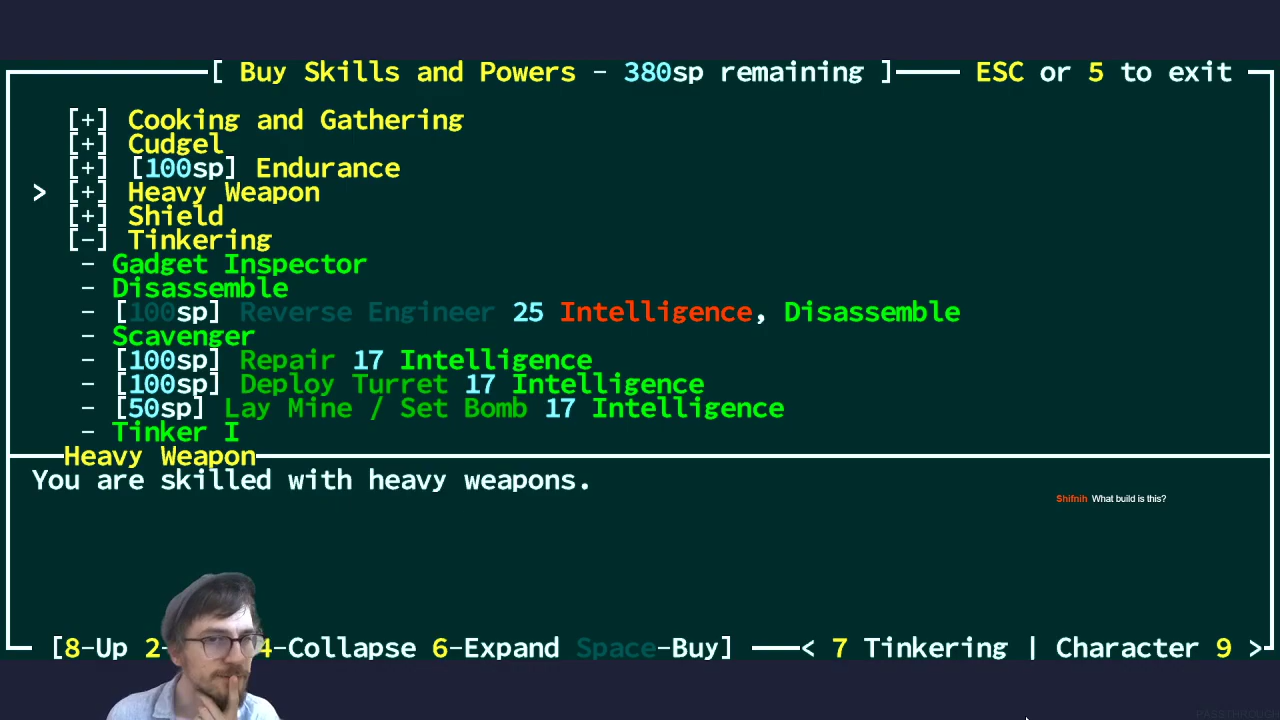 [ Buy Skills and Powers - 380sp remaining ] ESC or 5 to exit
[+] Cooking and Gathering
[+] Cudgel
[+] [100sp] Endurance
> [+] Heavy Weapon
[+] Shield
[-] Tinkering
- Gadget Inspector
- Disassemble
- [100sp] Reverse Engineer 25 Intelligence, Disassemble
- Scavenger
- [100sp] Repair 17 Intelligence
- [100sp] Deploy Turret 17 Intelligence
- [50sp] Lay Mine / Set Bomb 17 Intelligence
- Tinker I
Heavy Weapon
You are skilled with heavy weapons.
Shifnih What build is this?
[8-Up 2- 4-Collapse 6-Expand Space-Buy] < 7 Tinkering | Character 9 >